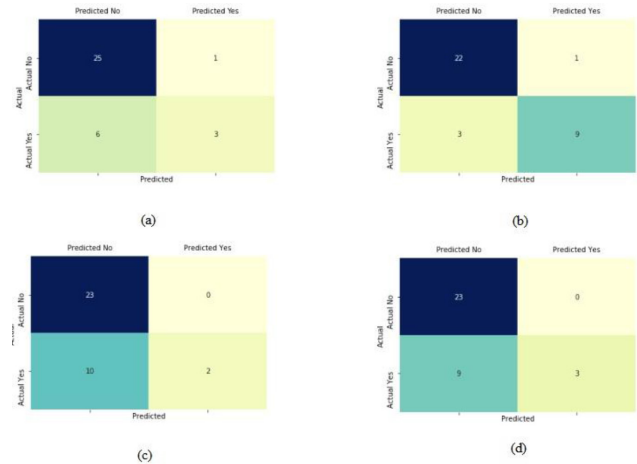 Predicted No Predicted Yes
Actual No 25 1
Actual
Actual Yes 6 3
Predicted
(a)
Predicted No Predicted Yes
Actual No 22 1
Actual
Actual Yes 3 9
Predicted
(b)
Predicted No Predicted Yes
Actual No 23 0
Actual Yes 10 2
Predicted
(c)
Predicted No Predicted Yes
Actual No 23 0
Actual
Actual Yes 9 3
Predicted
(d)